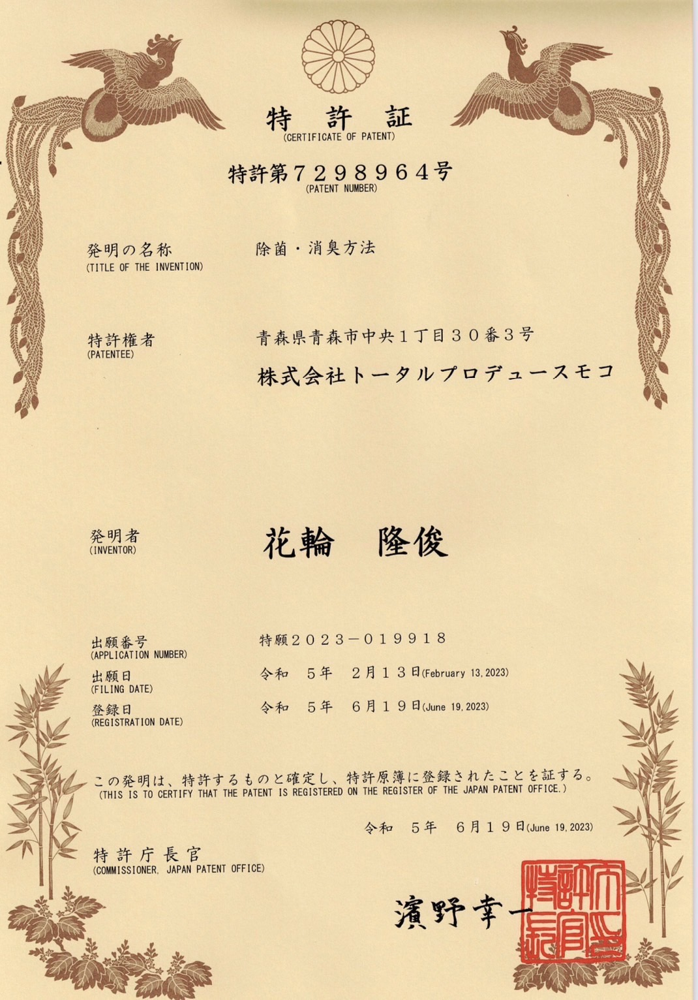 特許証
(CERTIFICATE OF PATENT)
特許第7298964号
(PATENT NUMBER)
発明の名称 除菌・消臭方法
(TITLE OF THE INVENTION)
特許権者 青森県青森市中央1丁目30番3号
(PATENTEE)
株式会社トータルプロデュースモコ
発明者 花輪 隆俊
(INVENTOR)
出願番号 特願2023-019918
(APPLICATION NUMBER)
出願日 令和 5年 2月13日(February 13,2023)
(FILING DATE)
登録日 令和 5年 6月19日(June 19,2023)
(REGISTRATION DATE)
この発明は、特許するものと確定し、特許原簿に登録されたことを証する。
(THIS IS TO CERTIFY THAT THE PATENT IS REGISTERED ON THE REGISTER OF THE JAPAN PATENT OFFICE.)
令和 5年 6月19日(June 19,2023)
特許庁長官
(COMMISSIONER, JAPAN PATENT OFFICE)
濱野幸一